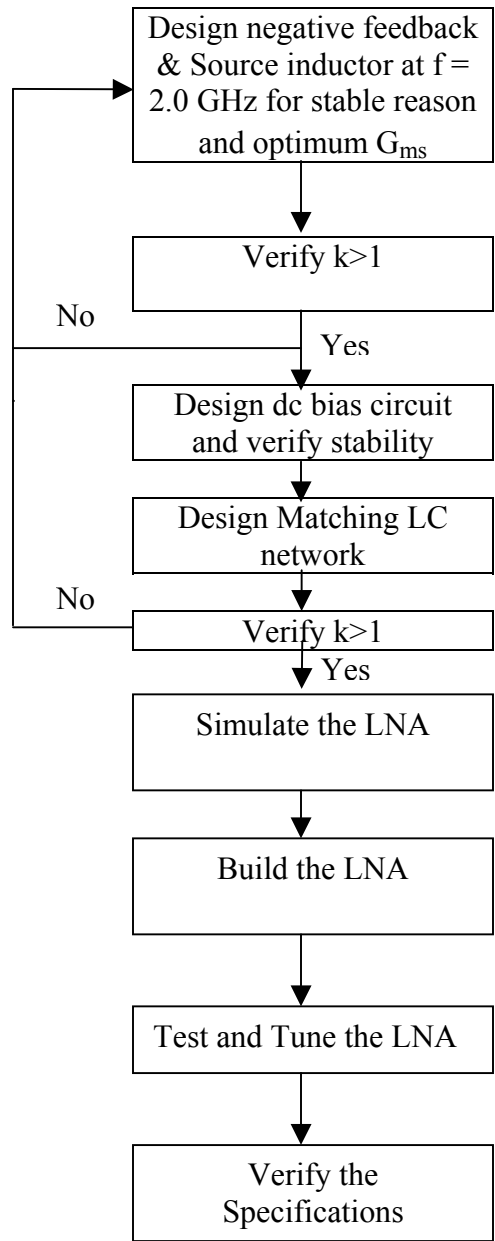 Design negative feedback
& Source inductor at f =
2.0 GHz for stable reason
and optimum Gms
Verify k>1
No
Yes
Design dc bias circuit
and verify stability
Design Matching LC
network
No
Verify k>1
Yes
Simulate the LNA
Build the LNA
Test and Tune the LNA
Verify the
Specifications